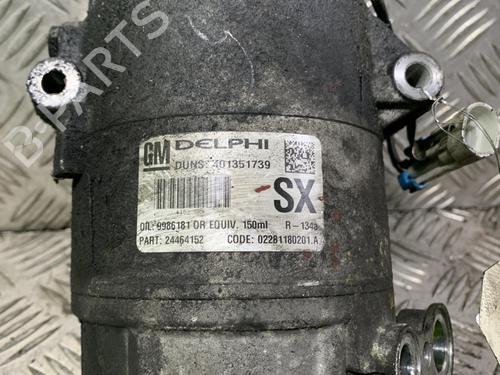 B-PARTS
GM DELPHI
DUNS: 401351739
SX
OIL: 9986181 OR EQUIV. 150ml R-134a
PART: 24464152 CODE: 02281180201.A